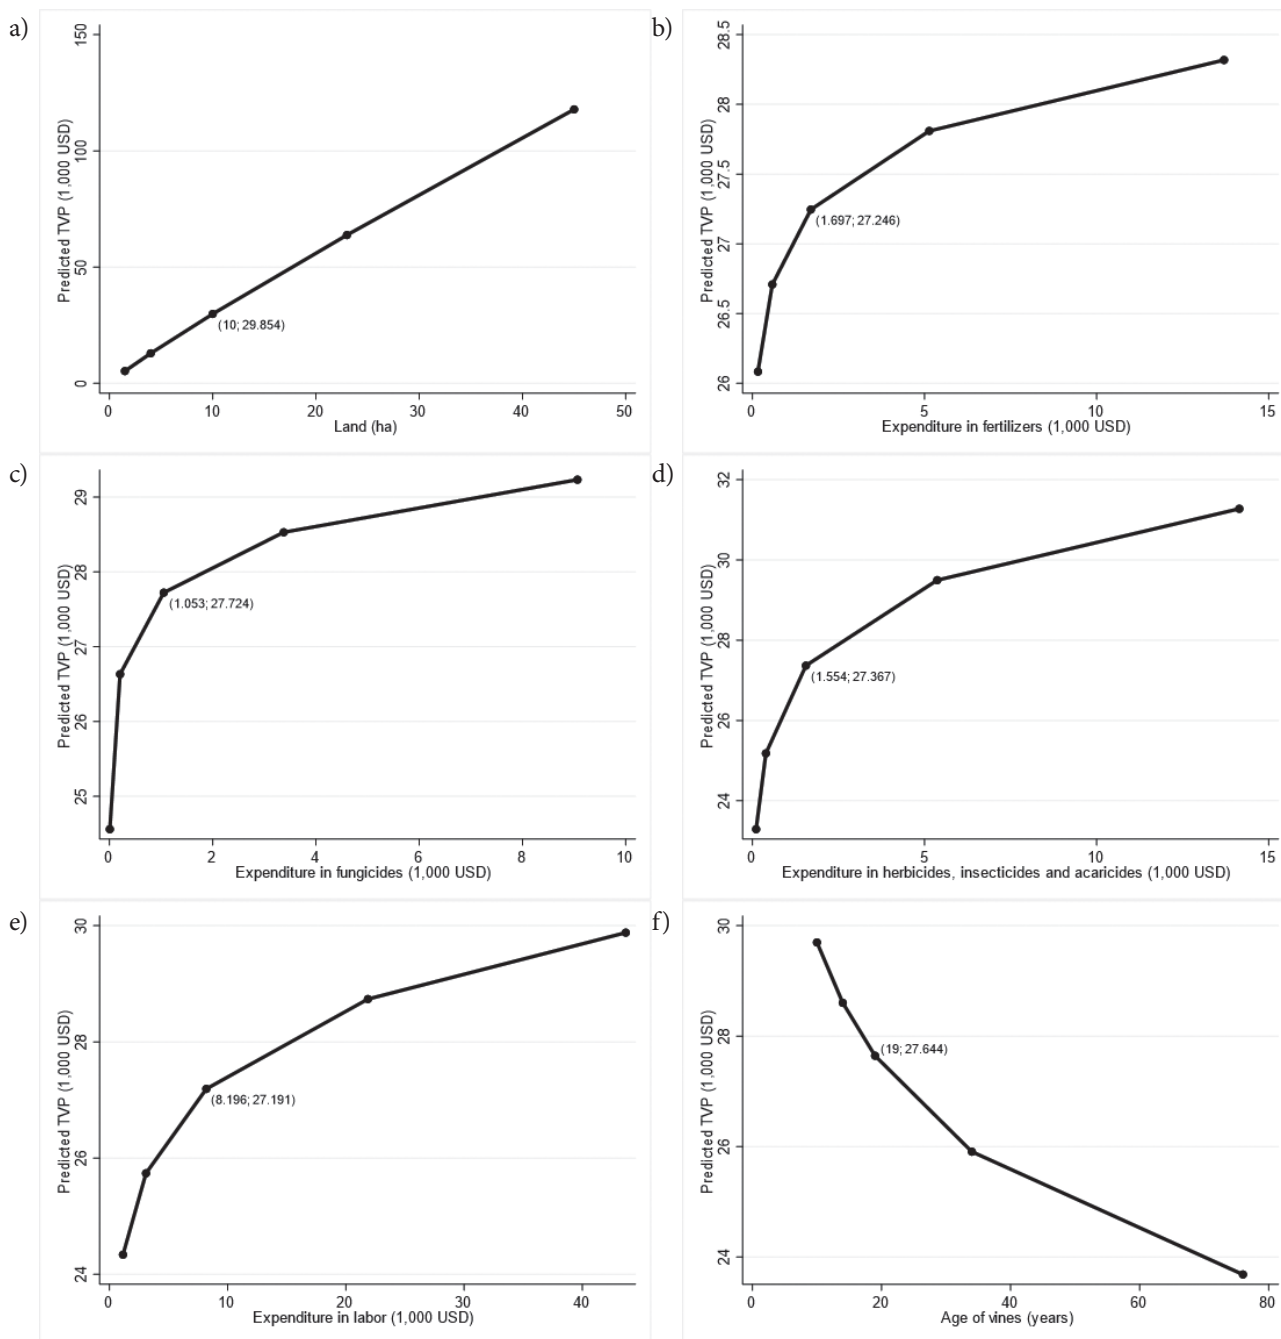 a)
Predicted TVP (1,000 USD)
150
100
50
0
(10; 29.854)
0 10 20 30 40 50
Land (ha)
b)
Predicted TVP (1,000 USD)
28.5
28
27.5
27
26.5
26
(1.697; 27.246)
0 5 10 15
Expenditure in fertilizers (1,000 USD)
c)
Predicted TVP (1,000 USD)
29
28
27
26
25
(1.053; 27.724)
0 2 4 6 8 10
Expenditure in fungicides (1,000 USD)
d)
Predicted TVP (1,000 USD)
32
30
28
26
24
(1.554; 27.367)
0 5 10 15
Expenditure in herbicides, insecticides and acaricides (1,000 USD)
e)
Predicted TVP (1,000 USD)
30
28
26
24
(8.196; 27.191)
0 10 20 30 40
Expenditure in labor (1,000 USD)
f)
Predicted TVP (1,000 USD)
30
28
26
24
(19; 27.644)
0 20 40 60 80
Age of vines (years)